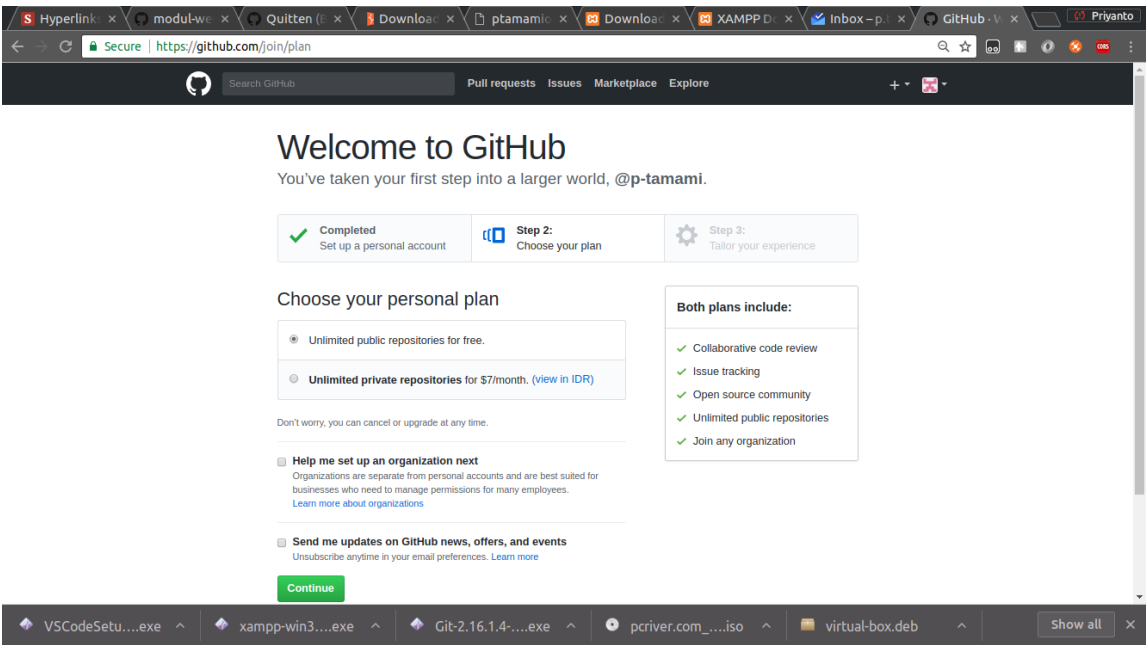 Hyperlinks
modul-we
Quitten (
Download
ptamamio
Download
XAMPP Do
Inbox – p.
GitHub · W
Priyanto
Secure
https://github.com/join/plan
CORS
Search GitHub
Pull requests Issues Marketplace Explore
Welcome to GitHub
You've taken your first step into a larger world, @p-tamami.
Completed
Set up a personal account
Step 2:
Choose your plan
Step 3:
Tailor your experience
Choose your personal plan
Unlimited public repositories for free.
Unlimited private repositories for $7/month. (view in IDR)
Don't worry, you can cancel or upgrade at any time.
Help me set up an organization next
Organizations are separate from personal accounts and are best suited for
businesses who need to manage permissions for many employees.
Learn more about organizations
Send me updates on GitHub news, offers, and events
Unsubscribe anytime in your email preferences. Learn more
Continue
Both plans include:
Collaborative code review
Issue tracking
Open source community
Unlimited public repositories
Join any organization
VSCodeSetu....exe
xampp-win3....exe
Git-2.16.1.4-....exe
pcriver.com_....iso
virtual-box.deb
Show all